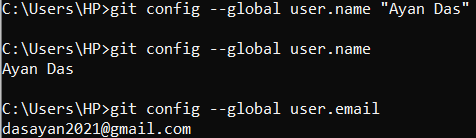 C:\Users\HP>git config --global user.name "Ayan Das"
C:\Users\HP>git config --global user.name
Ayan Das
C:\Users\HP>git config --global user.email
dasayan2021@gmail.com